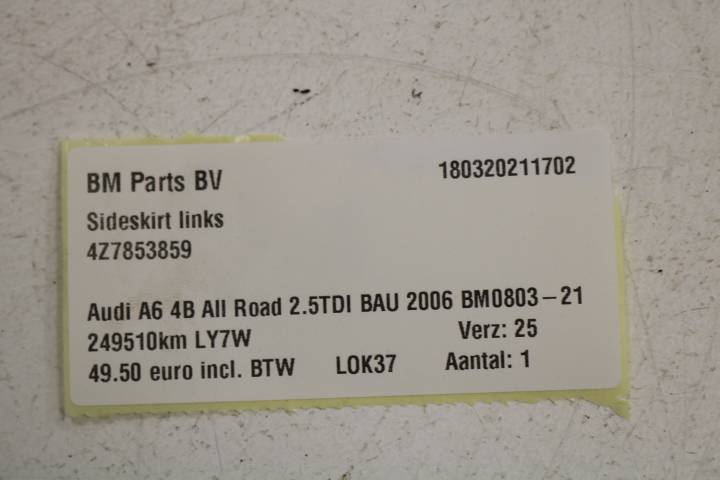 BM Parts BV 180320211702
Sideskirt links
4Z7853859
Audi A6 4B All Road 2.5TDI BAU 2006 BM0803-21
249510km LY7W Verz: 25
49.50 euro incl. BTW LOK37 Aantal: 1